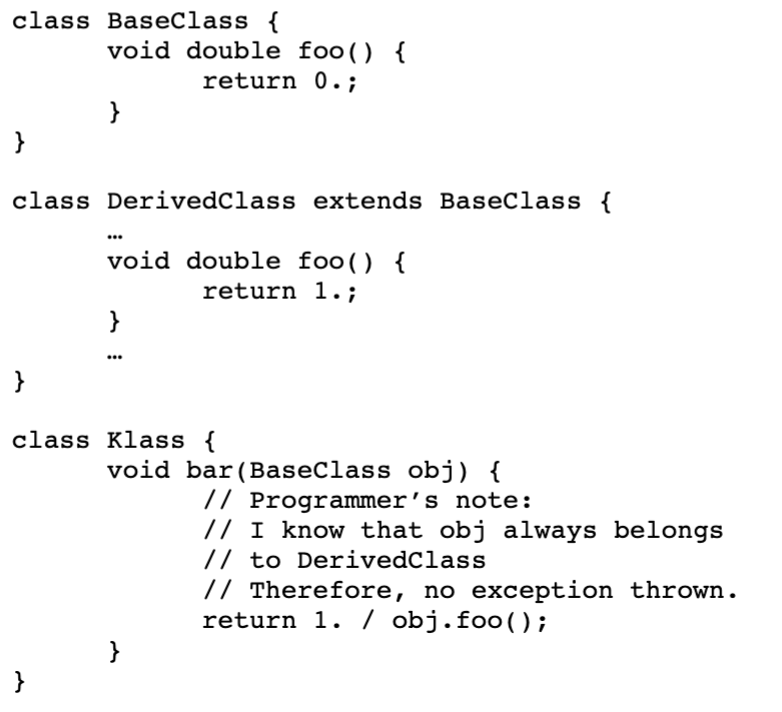 class BaseClass {
void double foo() {
return 0.;
}
}
class DerivedClass extends BaseClass {
…
void double foo() {
return 1.;
}
…
}
class Klass {
void bar(BaseClass obj) {
// Programmer’s note:
// I know that obj always belongs
// to DerivedClass
// Therefore, no exception thrown.
return 1. / obj.foo();
}
}